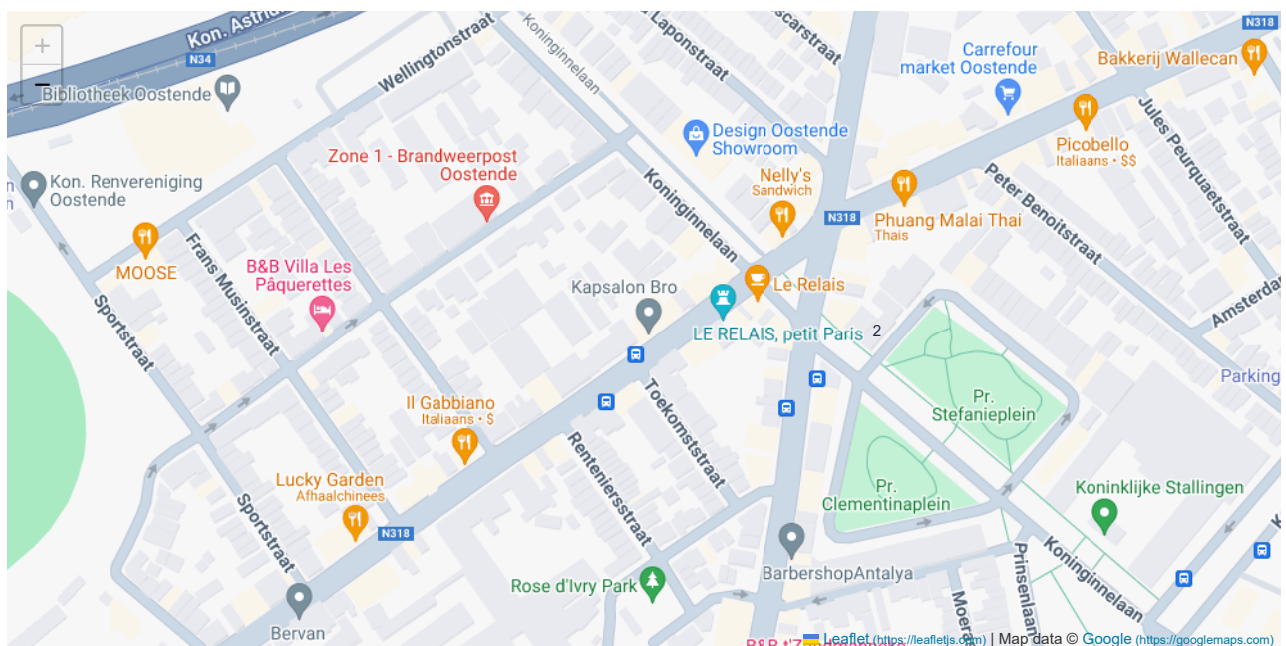 N318
Kon. Astrid
N34
Wellingtonstraat
Koninginnelaan
Laponstraat
scarstraat
Carrefour
market Oostende
Bakkerij Wallecan
+
−
Bibliotheek Oostende
Design Oostende
Showroom
Picobello
Italiaans • $$
Jules Peurquaetstraat
Zone 1 - Brandweerpost
Oostende
Kon. Renvereniging
Oostende
n
n
Nelly's
Sandwich
Koninginnelaan
N318
Phuang Malai Thai
Thais
Peter Benoitstraat
MOOSE
Frans Musinstraat
B&B Villa Les
Pâquerettes
Kapsalon Bro
Le Relais
LE RELAIS, petit Paris
2
Amsterda
Sportstraat
Parking
Il Gabbiano
Italiaans • $
Toekomststraat
Pr.
Stefanieplein
Renteniersstraat
Lucky Garden
Afhaalchinees
Pr.
Clementinaplein
Koninklijke Stallingen
Sportstraat
N318
Rose d'Ivry Park
BarbershopAntalya
Prinsenlaan
Koninginnelaan
K
Moera
Bervan
B&B t'Z
Leaflet (https://leafletjs.com) | Map data © Google (https://googlemaps.com)